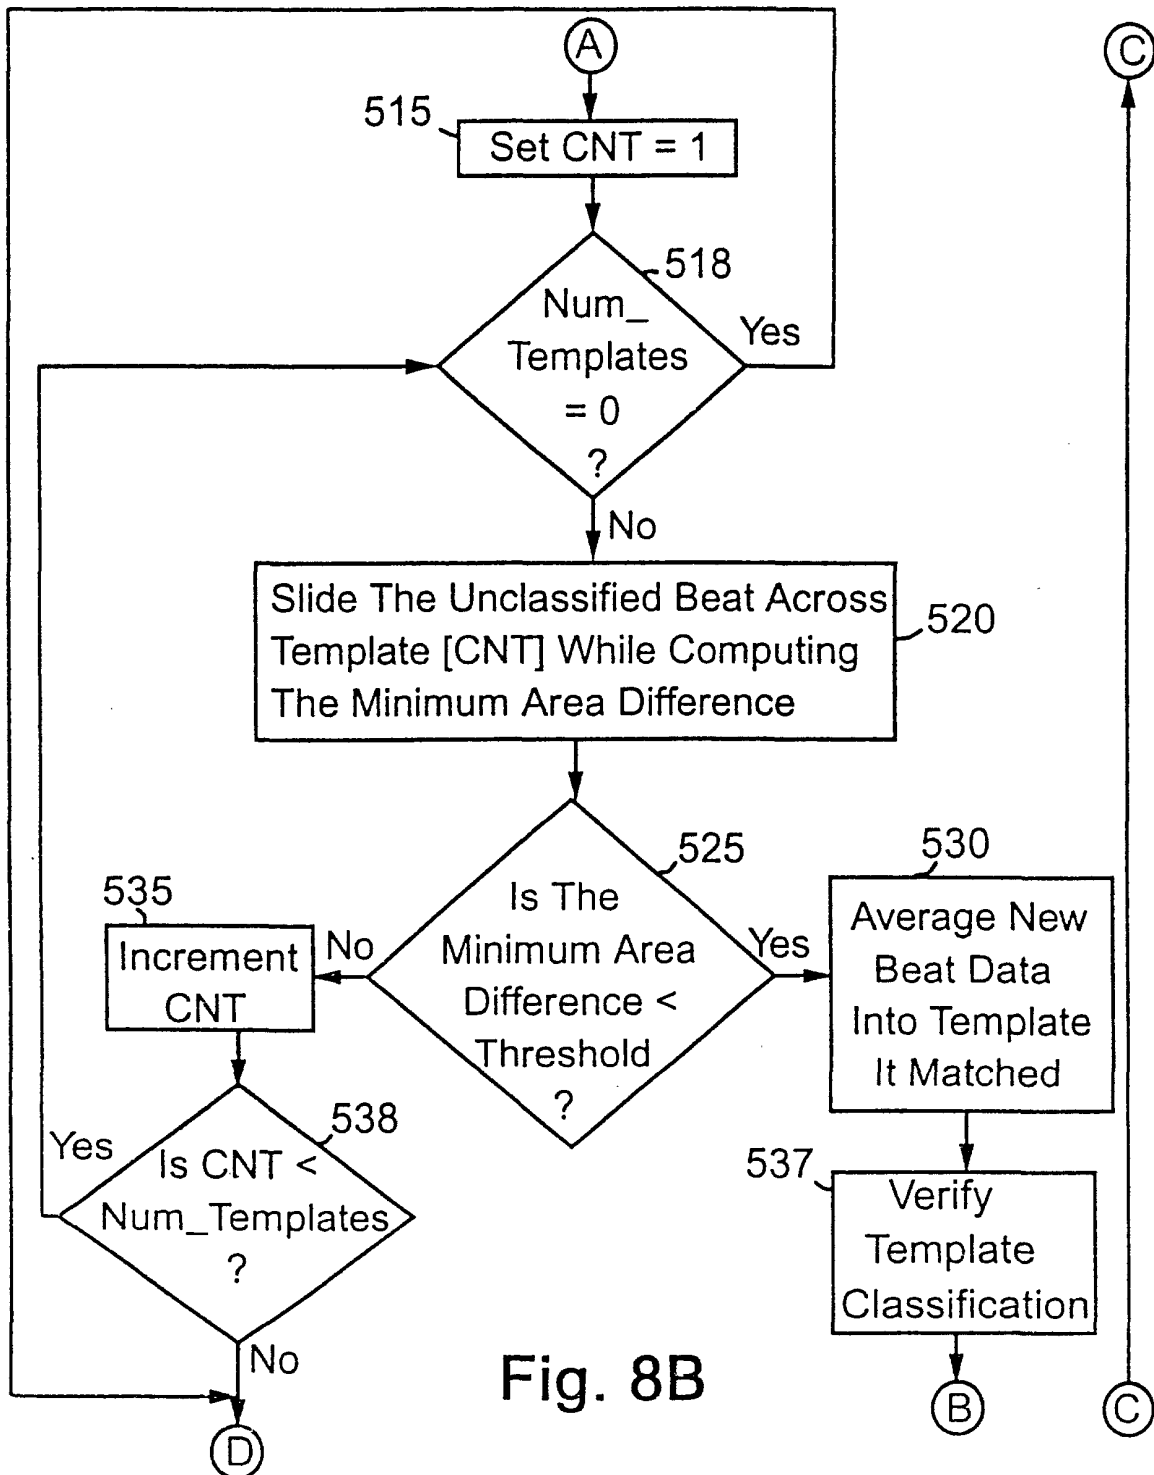 A
C
515
Set CNT = 1
518
Num_
Templates
= 0
?
Yes
No
Slide The Unclassified Beat Across
Template [CNT] While Computing
The Minimum Area Difference
520
525
Is The
Minimum Area
Difference <
Threshold
?
No
Yes
530
Average New
Beat Data
Into Template
It Matched
535
Increment
CNT
538
Is CNT <
Num_Templates
?
Yes
No
537
Verify
Template
Classification
Fig. 8B
B
C
D